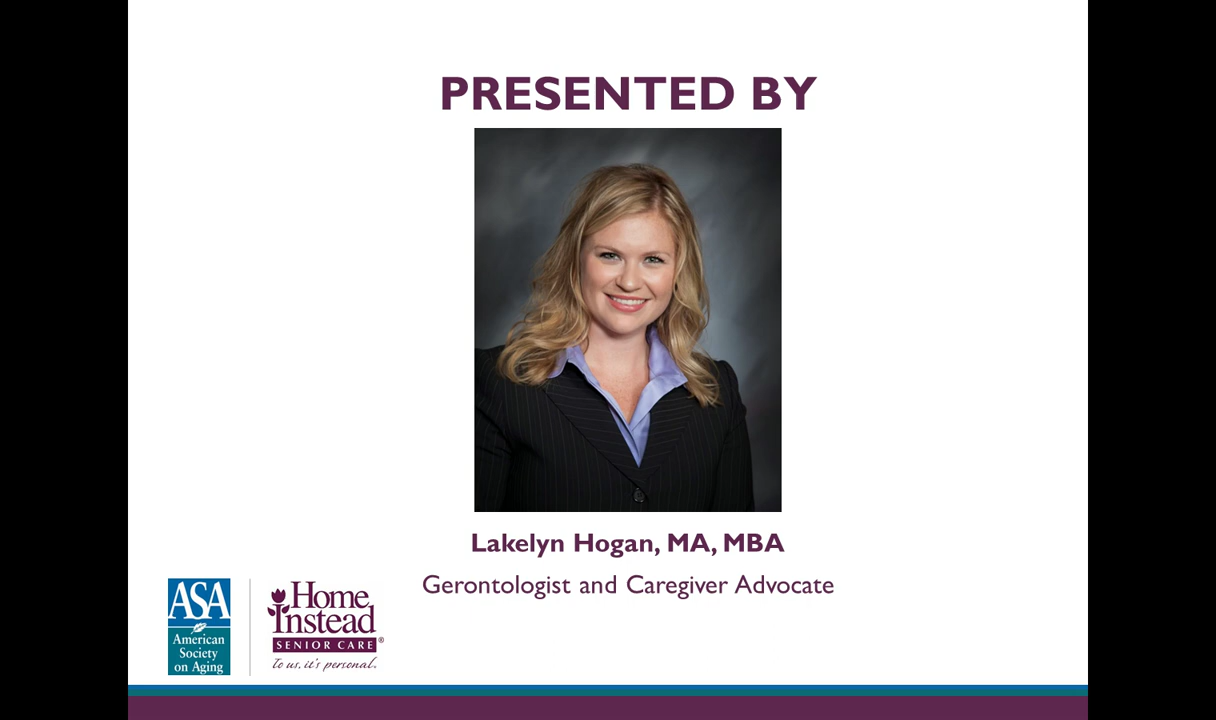 PRESENTED BY
Lakelyn Hogan, MA, MBA
Gerontologist and Caregiver Advocate
ASA
American
Society
on Aging
Home
Instead
SENIOR CARE®
To us, it's personal.